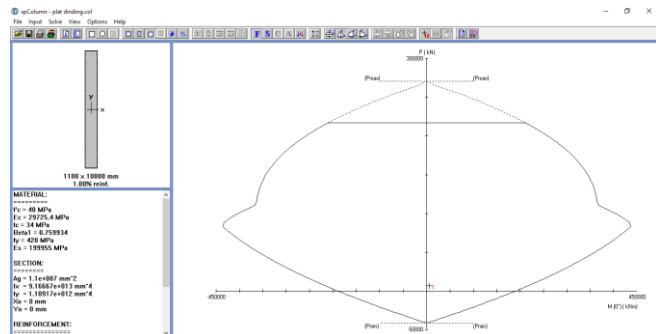 spColumn - plat dinding.col
File Input Solve View Options Help
F S
y
x
1100 x 10000 mm
1.00% reinf.
MATERIAL:
=========
f'c = 40 MPa
Ec = 29725.4 MPa
fc = 34 MPa
Beta1 = 0.759934
fy = 420 MPa
Es = 199955 MPa
SECTION:
========
Ag = 1.1e+007 mm^2
Ix = 9.16667e+013 mm^4
Iy = 1.10917e+012 mm^4
Xo = 0 mm
Yo = 0 mm
REINFORCEMENT:
==============
P ( kN)
300000
(Pmax) (Pmax)
1
-450000 450000
M (0°) ( kNm)
(Pmin) (Pmin)
-50000